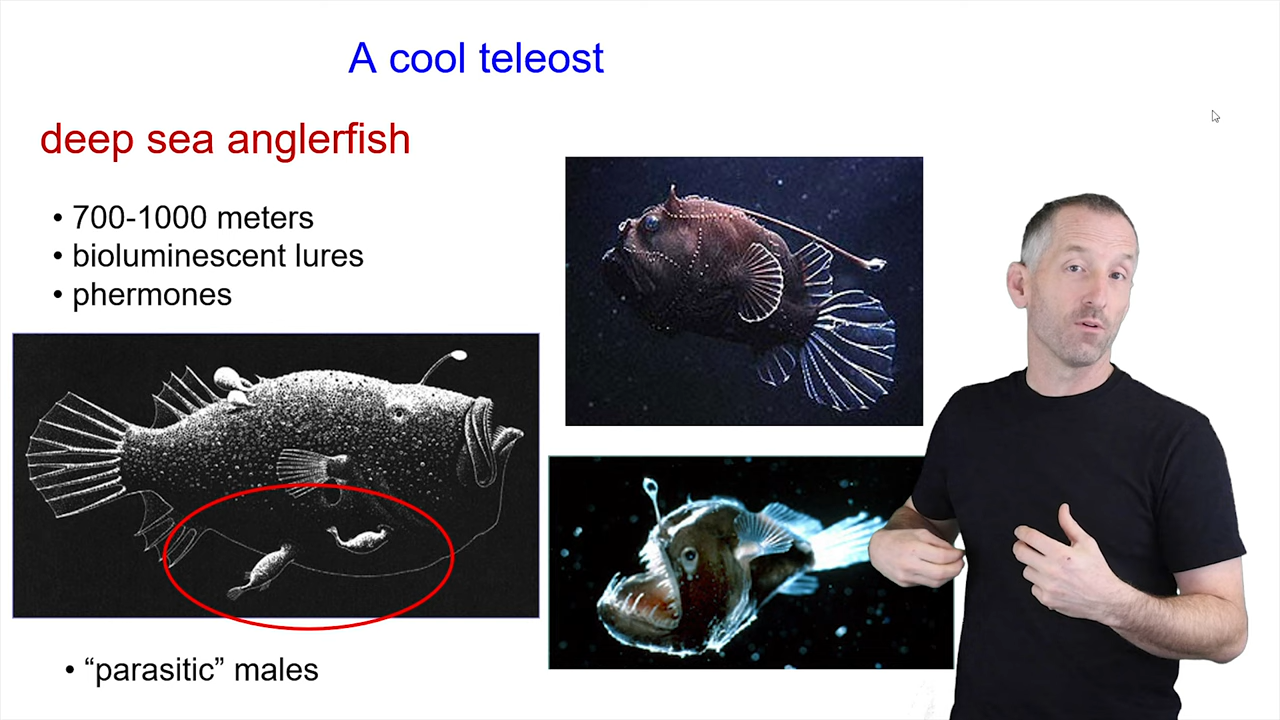 A cool teleost
deep sea anglerfish
• 700-1000 meters
• bioluminescent lures
• phermones
• “parasitic” males